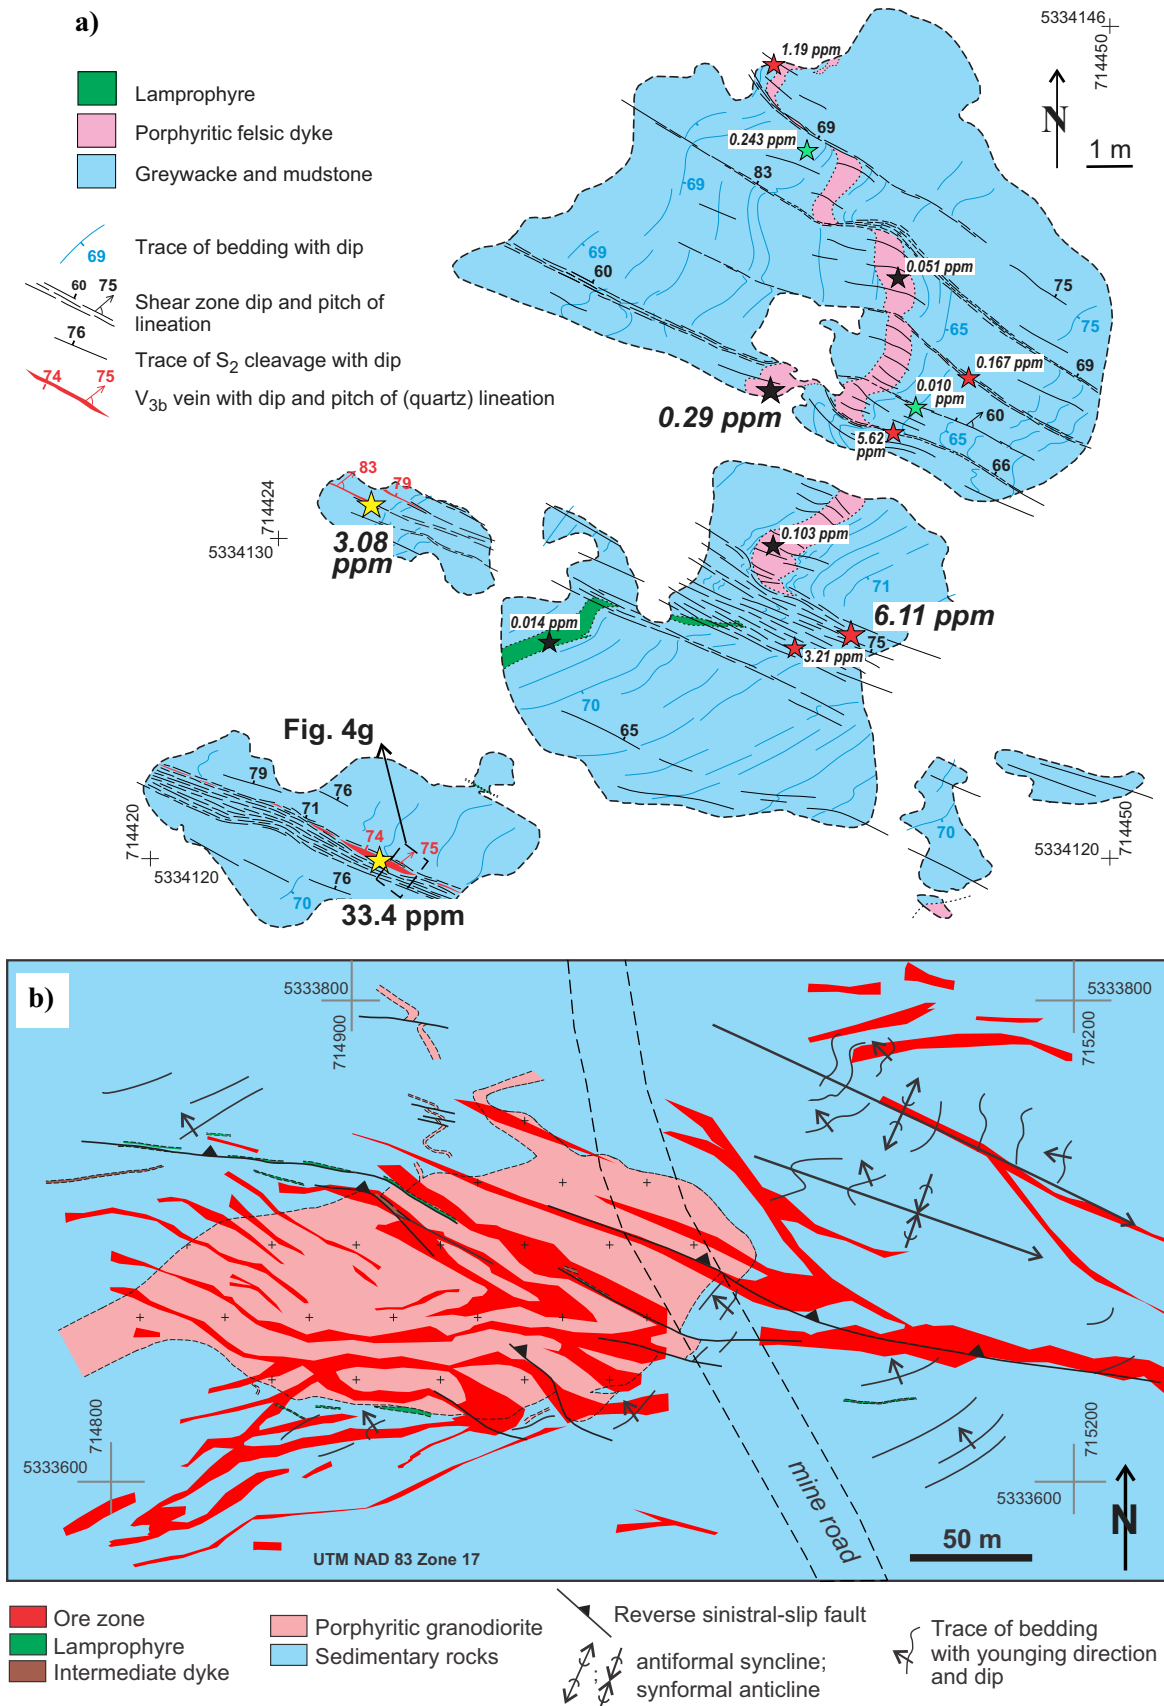 a)
Lamprophyre
Porphyritic felsic dyke
Greywacke and mudstone
69
Trace of bedding with dip
60
75
Shear zone dip and pitch of
lineation
76
Trace of S2 cleavage with dip
74
75
V3b vein with dip and pitch of (quartz) lineation
5334146
714450
N
1 m
1.19 ppm
69
0.243 ppm
83
69
69
60
0.051 ppm
75
75
65
0.167 ppm
69
0.010
ppm
60
0.29 ppm
5.62
ppm
65
66
83
79
714424
5334130
3.08
ppm
0.103 ppm
71
6.11 ppm
75
3.21 ppm
0.014 ppm
70
65
Fig. 4g
79
76
71
74
75
714420
5334120
76
70
33.4 ppm
70
714450
5334120
b)
5333800
714900
5333800
715200
714800
5333600
715200
5333600
mine road
N
50 m
UTM NAD 83 Zone 17
Ore zone
Lamprophyre
Intermediate dyke
Porphyritic granodiorite
Sedimentary rocks
Reverse sinistral-slip fault
; antiformal syncline;
synformal anticline
Trace of bedding
with younging direction
and dip